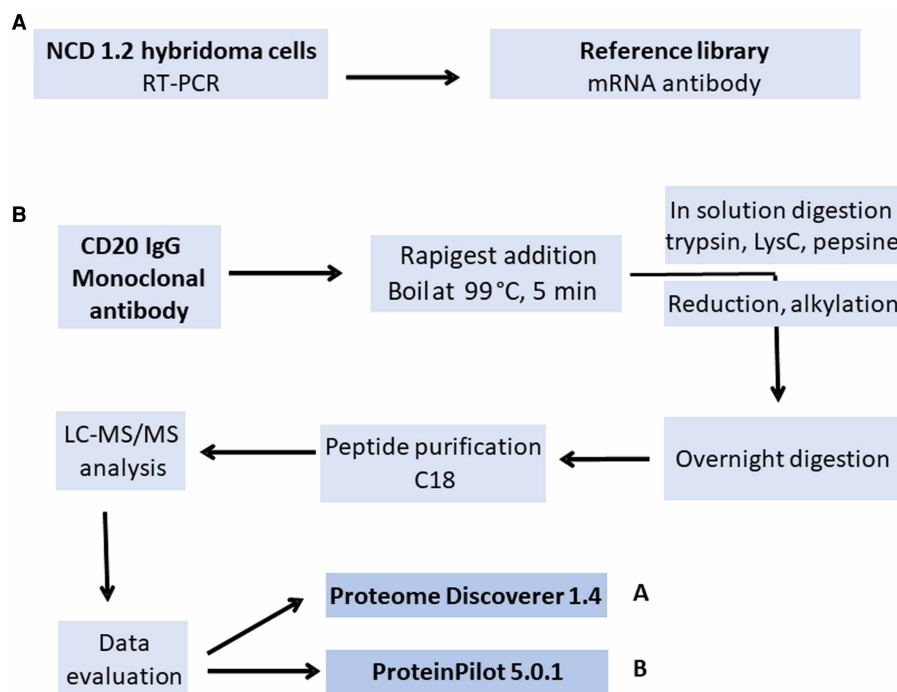 A
NCD 1.2 hybridoma cells
RT-PCR
Reference library
mRNA antibody
B
CD20 IgG
Monoclonal
antibody
Rapigest addition
Boil at 99 °C, 5 min
In solution digestion
trypsin, LysC, pepsine
Reduction, alkylation
Overnight digestion
Peptide purification
C18
LC-MS/MS
analysis
Data
evaluation
Proteome Discoverer 1.4
A
ProteinPilot 5.0.1
B